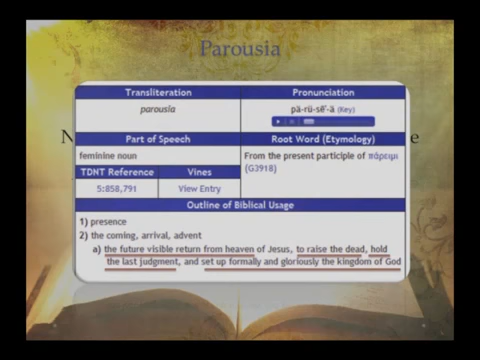 Parousia
N e
Transliteration Pronunciation
parousia pä-rü-sē'-ä (Key)
Part of Speech Root Word (Etymology)
feminine noun From the present participle of πάρειμι
(G3918)
TDNT Reference Vines
5:858,791 View Entry
Outline of Biblical Usage
1) presence
2) the coming, arrival, advent
a) the future visible return from heaven of Jesus, to raise the dead, hold
the last judgment, and set up formally and gloriously the kingdom of God